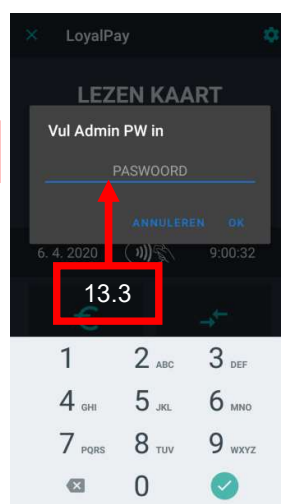 LoyalPay
LEZEN KAART
Vul Admin PW in
PASWOORD
ANNULEREN OK
6. 4. 2020 9:00:32
13.3
€
1 2 ABC 3 DEF
4 GHI 5 JKL 6 MNO
7 PQRS 8 TUV 9 WXYZ
0